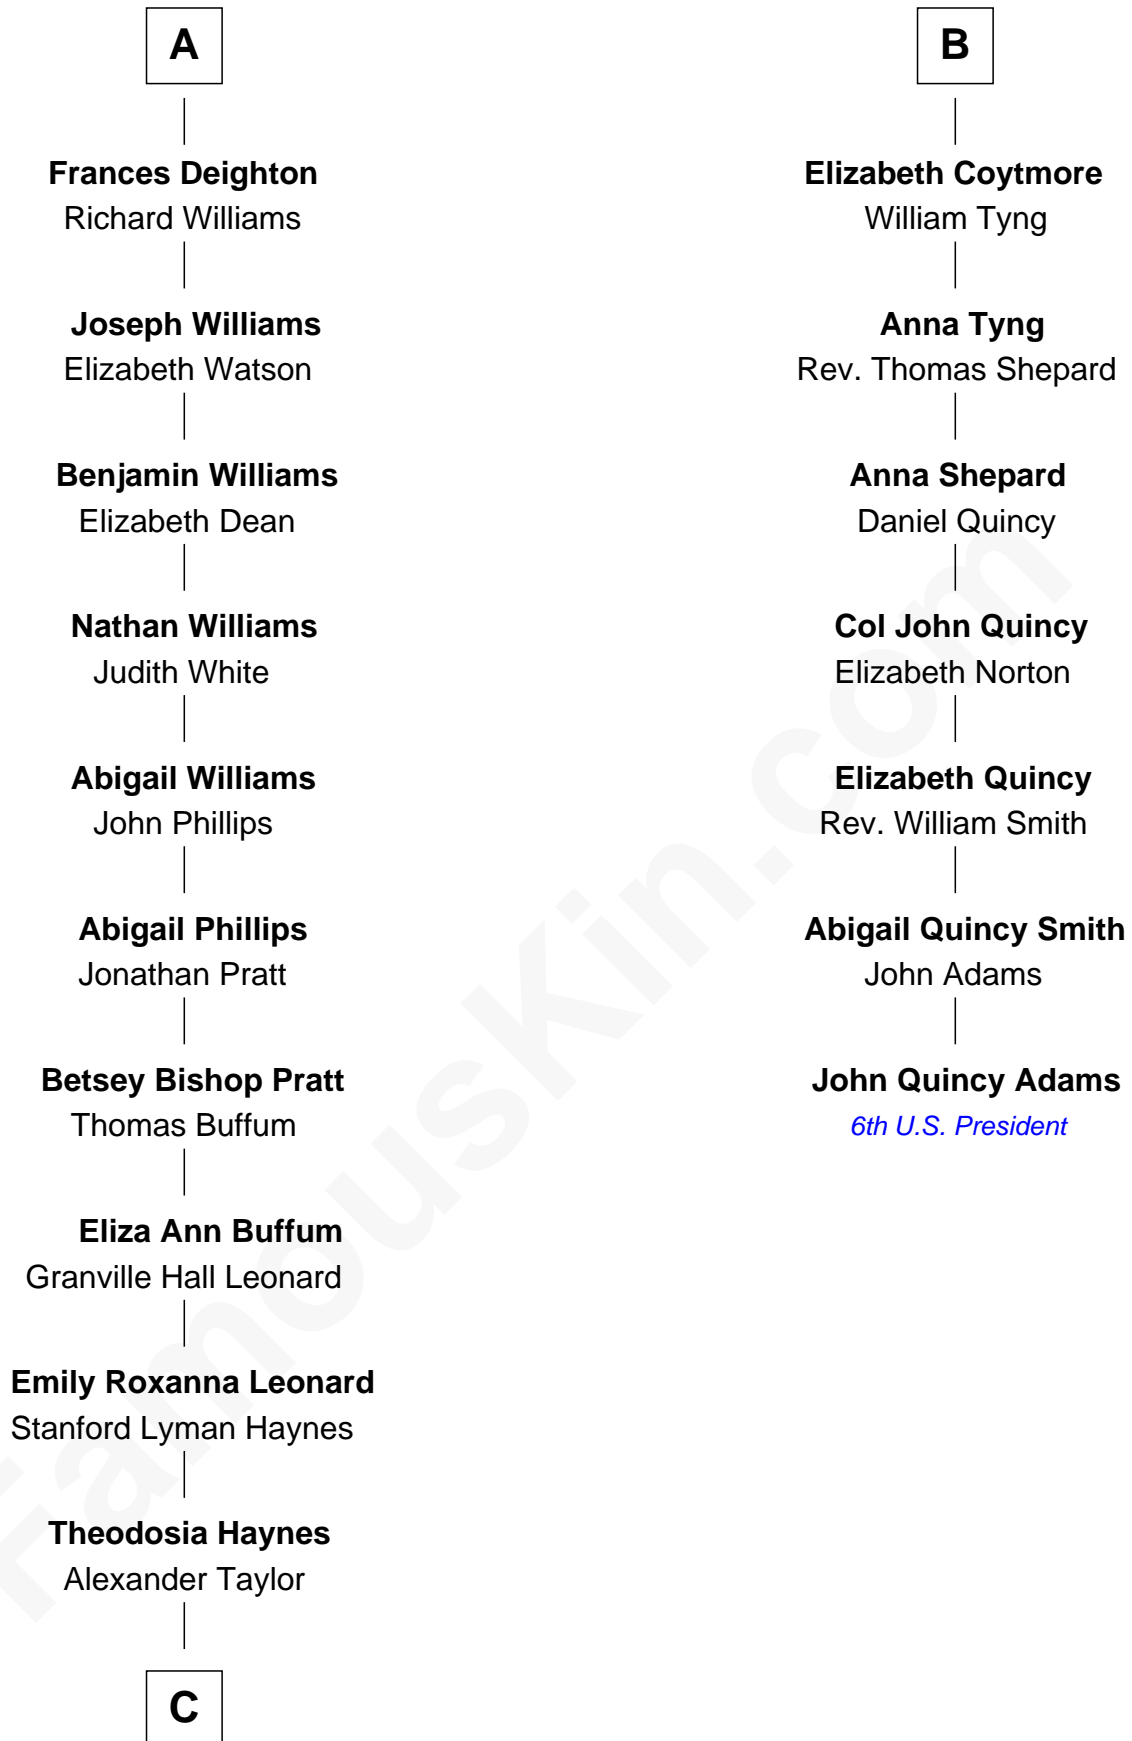 A
Frances Deighton
Richard Williams
Joseph Williams
Elizabeth Watson
Benjamin Williams
Elizabeth Dean
Nathan Williams
Judith White
Abigail Williams
John Phillips
Abigail Phillips
Jonathan Pratt
Betsey Bishop Pratt
Thomas Buffum
Eliza Ann Buffum
Granville Hall Leonard
Emily Roxanna Leonard
Stanford Lyman Haynes
Theodosia Haynes
Alexander Taylor
C
B
Elizabeth Coytmore
William Tyng
Anna Tyng
Rev. Thomas Shepard
Anna Shepard
Daniel Quincy
Col John Quincy
Elizabeth Norton
Elizabeth Quincy
Rev. William Smith
Abigail Quincy Smith
John Adams
John Quincy Adams
6th U.S. President
FamousKin.com